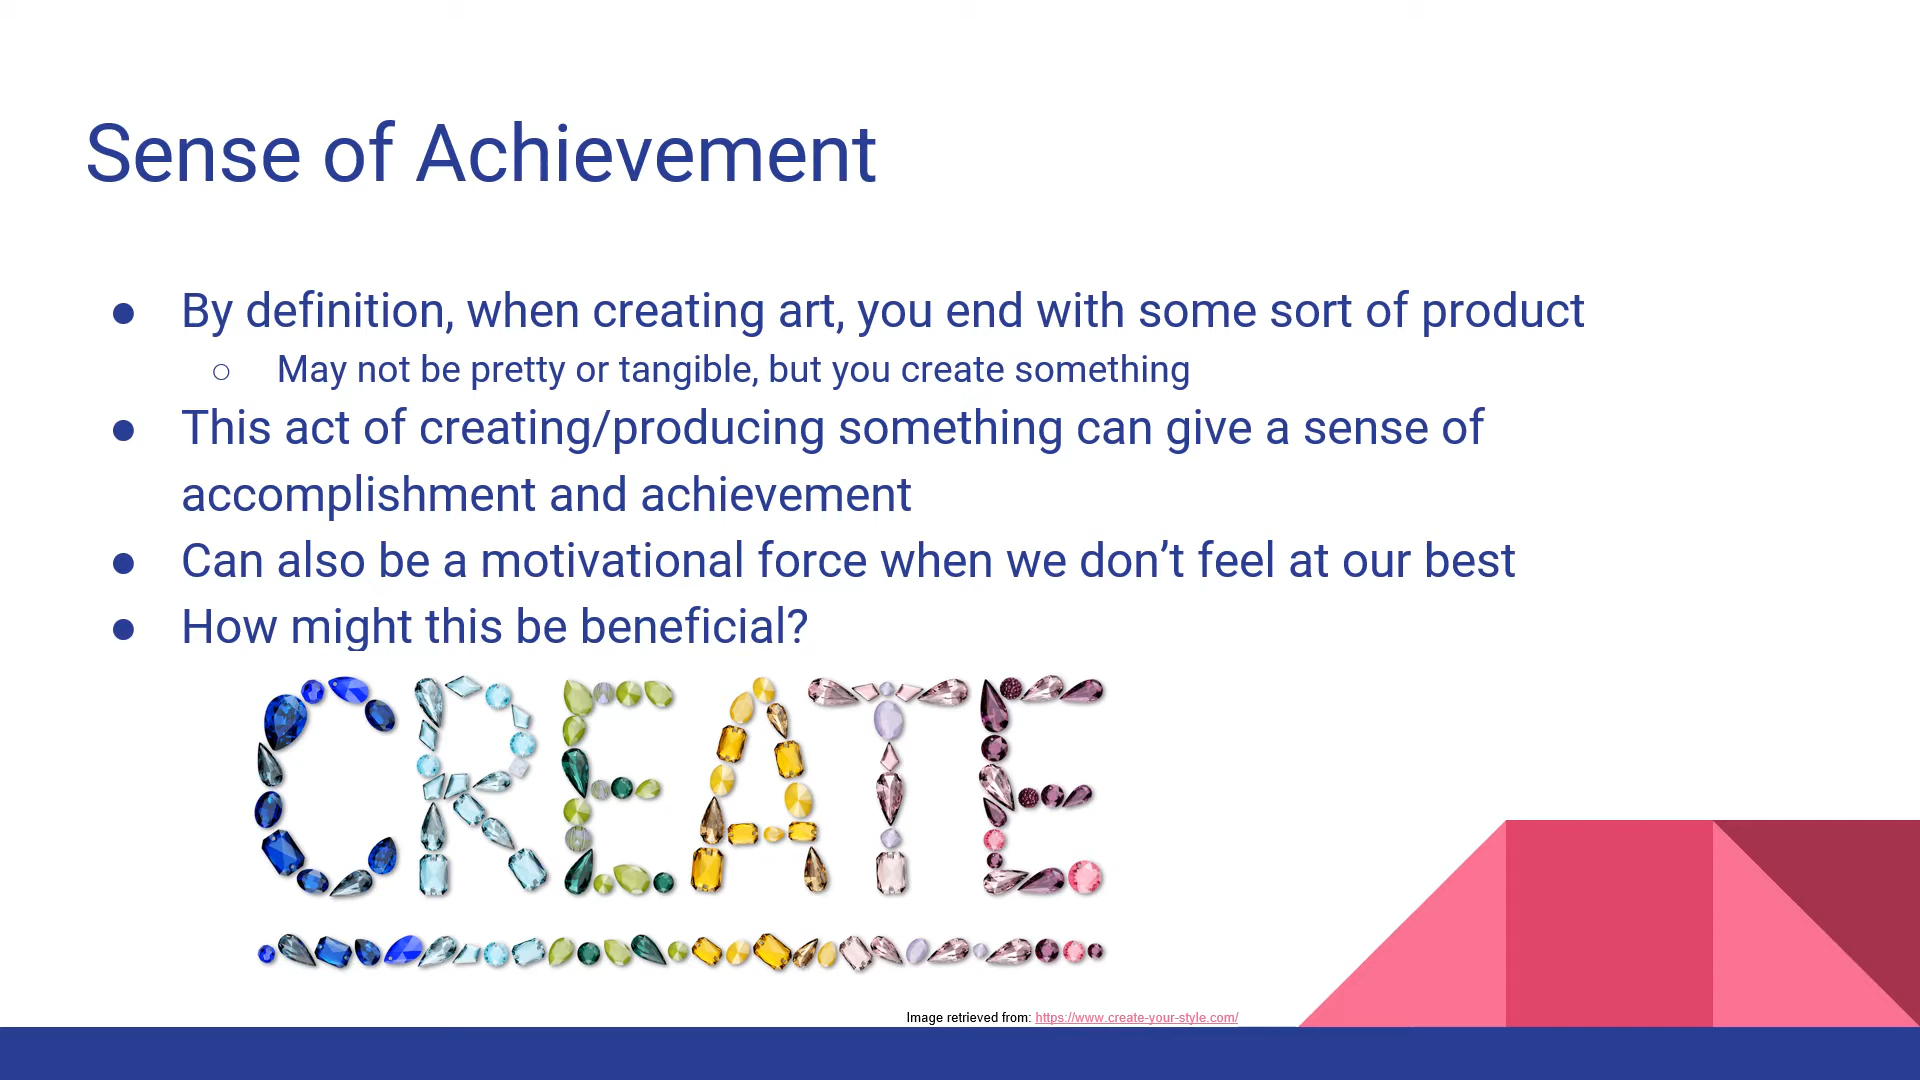 Sense of Achievement
● By definition, when creating art, you end with some sort of product
○ May not be pretty or tangible, but you create something
● This act of creating/producing something can give a sense of
accomplishment and achievement
● Can also be a motivational force when we don’t feel at our best
● How might this be beneficial?
CREATE
Image retrieved from: https://www.create-your-style.com/